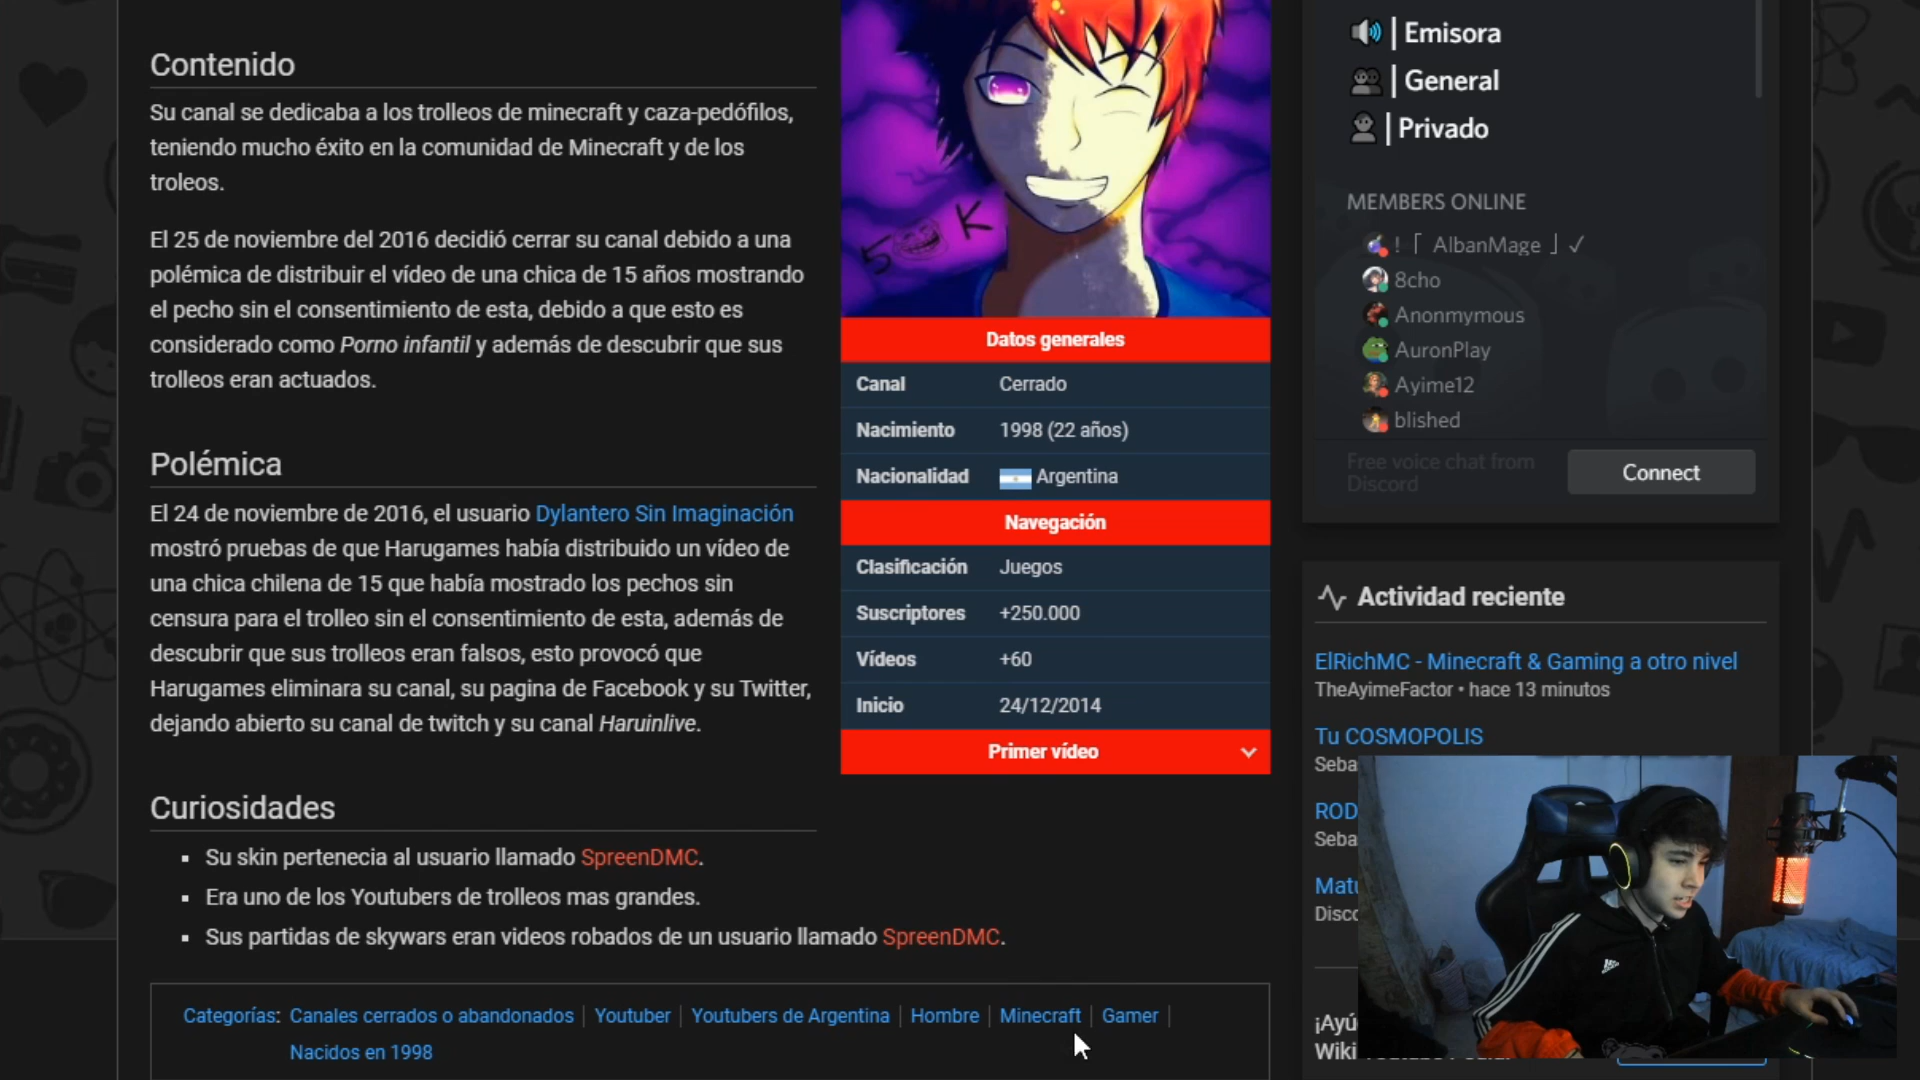 Contenido
Su canal se dedicaba a los trolleos de minecraft y caza-pedófilos,
teniendo mucho éxito en la comunidad de Minecraft y de los
troleos.
El 25 de noviembre del 2016 decidió cerrar su canal debido a una
polémica de distribuir el vídeo de una chica de 15 años mostrando
el pecho sin el consentimiento de esta, debido a que esto es
considerado como Porno infantil y además de descubrir que sus
trolleos eran actuados.
Polémica
El 24 de noviembre de 2016, el usuario Dylantero Sin Imaginación
mostró pruebas de que Harugames había distribuido un vídeo de
una chica chilena de 15 que había mostrado los pechos sin
censura para el trolleo sin el consentimiento de esta, además de
descubrir que sus trolleos eran falsos, esto provocó que
Harugames eliminara su canal, su pagina de Facebook y su Twitter,
dejando abierto su canal de twitch y su canal Haruinlive.
Curiosidades
▪ Su skin pertenecia al usuario llamado SpreenDMC.
▪ Era uno de los Youtubers de trolleos mas grandes.
▪ Sus partidas de skywars eran videos robados de un usuario llamado SpreenDMC.
Categorías: Canales cerrados o abandonados | Youtuber | Youtubers de Argentina | Hombre | Minecraft | Gamer |
Nacidos en 1998
50 K
Datos generales
Canal Cerrado
Nacimiento 1998 (22 años)
Nacionalidad Argentina
Navegación
Clasificación Juegos
Suscriptores +250.000
Vídeos +60
Inicio 24/12/2014
Primer vídeo
| Emisora
| General
| Privado
MEMBERS ONLINE
! 「 AlbanMage 」 ✓
8cho
Anonmymous
AuronPlay
Ayime12
blished
Free voice chat from
Discord
Connect
Actividad reciente
ElRichMC - Minecraft & Gaming a otro nivel
TheAyimeFactor • hace 13 minutos
Tu COSMOPOLIS
Seba
ROD
Seba
Matu
Disco
¡Ayú
Wiki